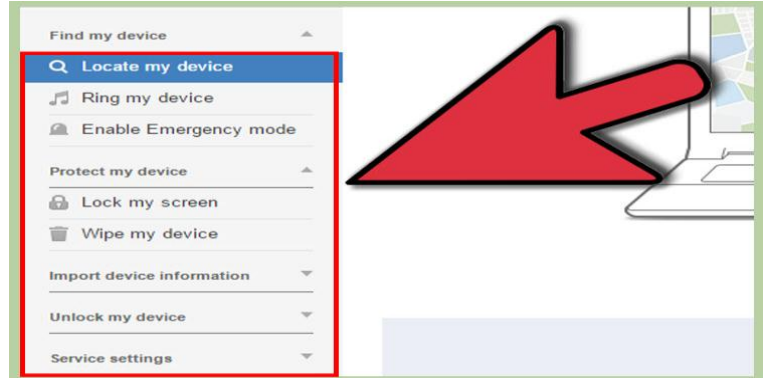 Find my device
Locate my device
Ring my device
Enable Emergency mode
Protect my device
Lock my screen
Wipe my device
Import device information
Unlock my device
Service settings